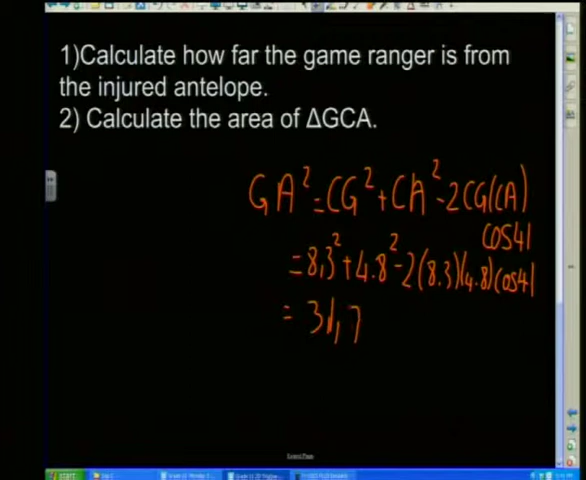 1)Calculate how far the game ranger is from
the injured antelope.
2) Calculate the area of ΔGCA.
GA² = CG² + CA² - 2CG(CA)
cos41
= 8,3² + 4.8² - 2(8.3)(4.8)cos41
= 31,7
start